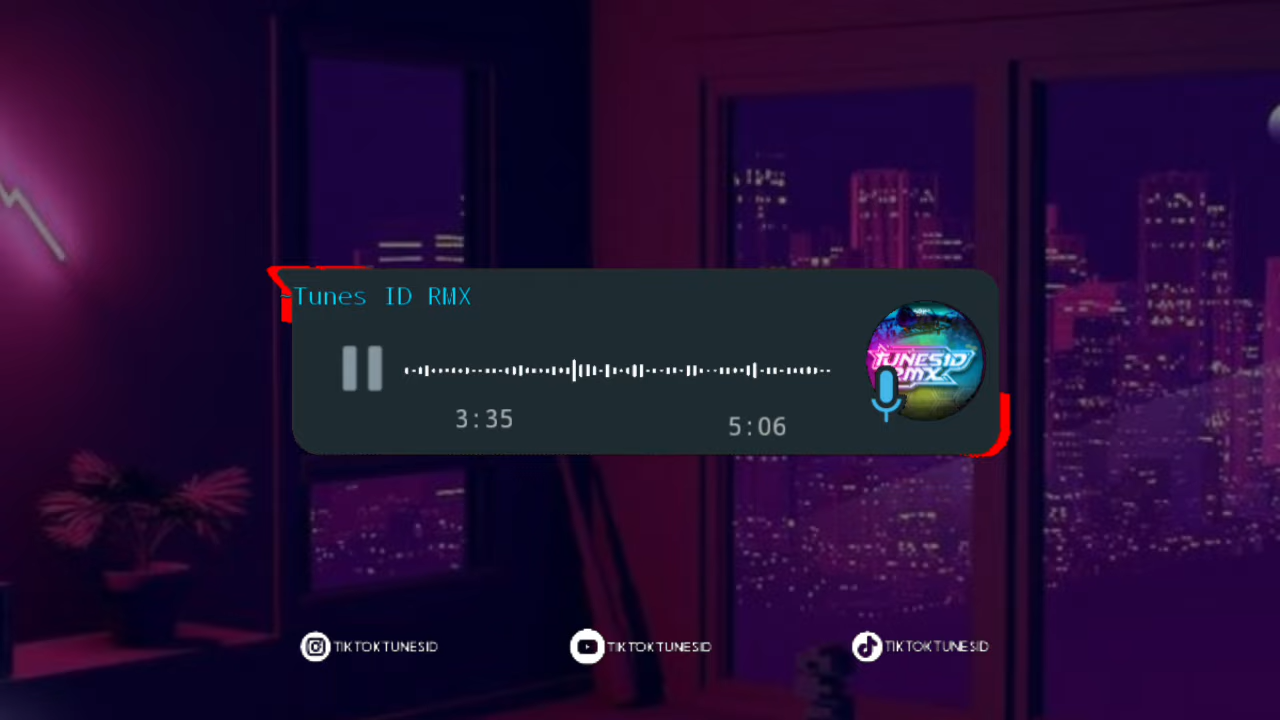 ~Tunes ID RMX
TUNESID
RMX
3:35
5:06
TIKTOKTUNESID
TIKTOKTUNESID
TIKTOKTUNESID